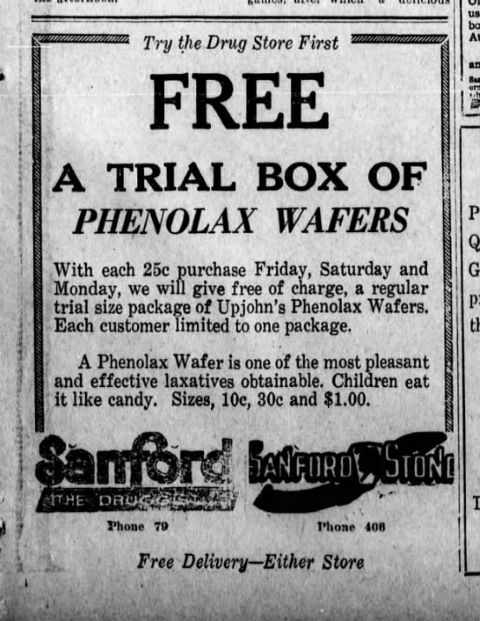 Try the Drug Store First
FREE
A TRIAL BOX OF
PHENOLAX WAFERS
With each 25c purchase Friday, Saturday and
Monday, we will give free of charge, a regular
trial size package of Upjohn's Phenolax Wafers.
Each customer limited to one package.
A Phenolax Wafer is one of the most pleasant
and effective laxatives obtainable. Children eat
it like candy. Sizes, 10c, 30c and $1.00.
Sanford
THE DRUGGIST
Phone 79
SANFORD STONE
Phone 406
Free Delivery—Either Store